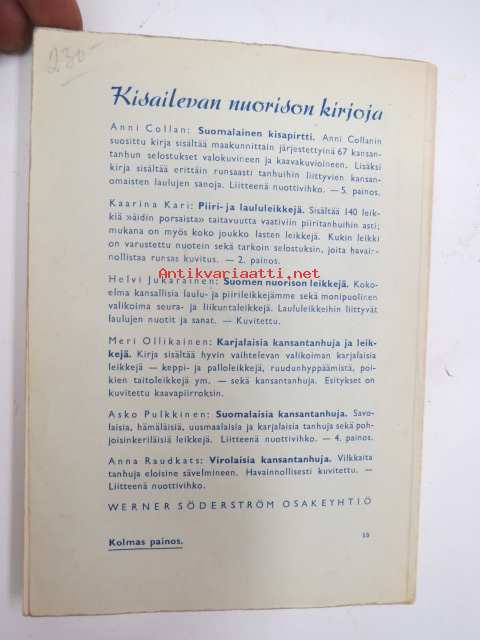 230-
Kisailevan nuorison kirjoja
Anni Collan: Suomalainen kisapirtti. Anni Collanin
suosittu kirja sisältää maakunnittain järjestettyinä 67 kansan-
tanhun selostukset valokuvineen ja kaavakuvioineen. Lisäksi
kirja sisältää erittäin runsaasti tanhuihin liittyvien kansan-
omaisten laulujen sanoja. Liitteenä nuottivihko. — 5. painos.
Kaarina Kari: Piiri- ja laululeikkejä. Sisältää 140 leik-
kiä »äidin porsaista» taitavuutta vaativiin piiritanhuihin asti;
mukana on myös koko joukko lasten leikkejä. Kukin leikki
on varustettu nuotein sekä tarkoin selostuksin, joita havain-
nollistaa runsas kuvitus. — 2. painos.
Antikvariaatti.net
Helvi Jukarainen: Suomen nuorison leikkejä. Koko-
elma kansallisia laulu- ja piirileikkejämme sekä monipuolinen
valikoima seura- ja liikuntaleikkejä. Laululeikkeihin liittyvät
laulujen nuotit ja sanat. — Kuvitettu.
Meri Ollikainen: Karjalaisia kansantanhuja ja leik-
kejä. Kirja sisältää hyvin vaihtelevan valikoiman karjalaisia
leikkejä — keppi- ja palloleikkejä, ruudunhyppäämistä, poi-
kien taitoleikkejä ym. — sekä kansantanhuja. Esitykset on
kuvitettu kaavapiirroksin.
Asko Pulkkinen: Suomalaisia kansantanhuja. Savo-
laisia, hämäläisiä, uusmaalaisia ja karjalaisia tanhuja sekä poh-
joisinkeriläisiä leikkejä. Liitteenä nuottivihko. — 4. painos.
Anna Raudkats: Virolaisia kansantanhuja. Vilkkaita
tanhuja eloisine sävelmineen. Havainnollisesti kuvitettu. —
Liitteenä nuottivihko.
WERNER SÖDERSTRÖM OSAKEYHTIÖ
Kolmas painos.